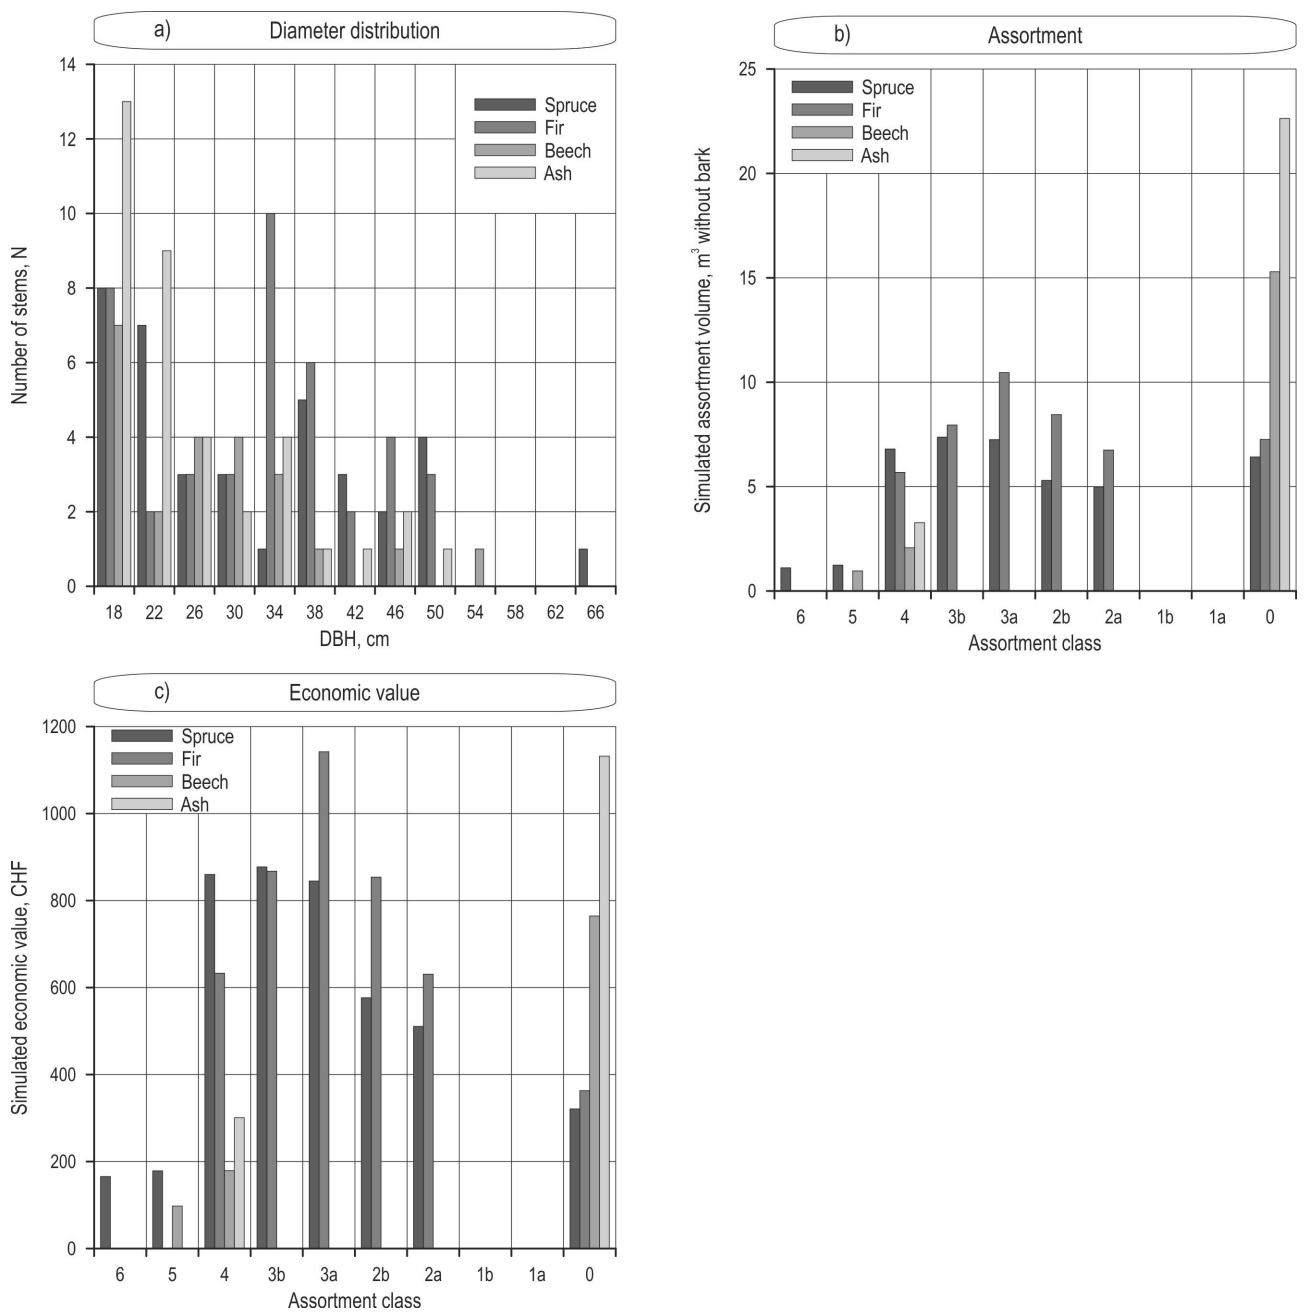 a) Diameter distribution
14
12
10
8
6
4
2
0
Number of stems, N
Spruce
Fir
Beech
Ash
18 22 26 30 34 38 42 46 50 54 58 62 66
DBH, cm
b) Assortment
25
20
15
10
5
0
Simulated assortment volume, m³ without bark
Spruce
Fir
Beech
Ash
6 5 4 3b 3a 2b 2a 1b 1a 0
Assortment class
c) Economic value
1200
1000
800
600
400
200
0
Simulated economic value, CHF
Spruce
Fir
Beech
Ash
6 5 4 3b 3a 2b 2a 1b 1a 0
Assortment class